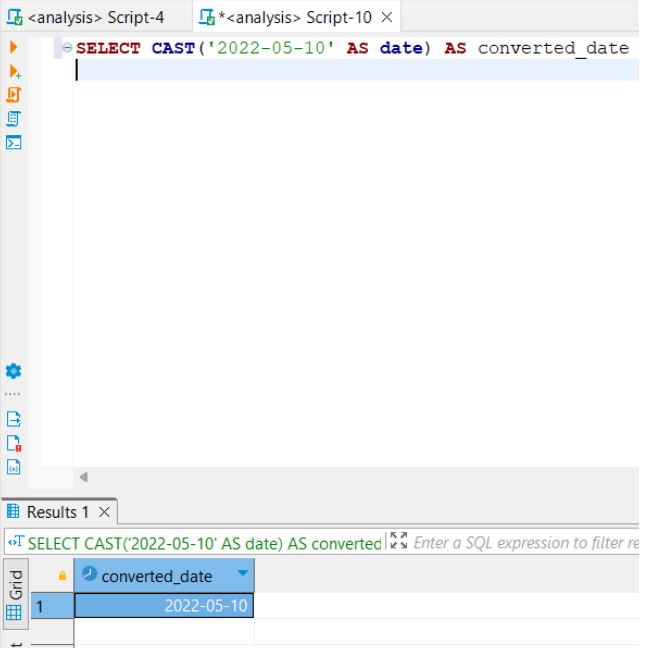 <analysis> Script-4
*<analysis> Script-10
SELECT CAST('2022-05-10' AS date) AS converted_date
Results 1
SELECT CAST('2022-05-10' AS date) AS converted
Enter a SQL expression to filter re
Grid
converted_date
1
2022-05-10